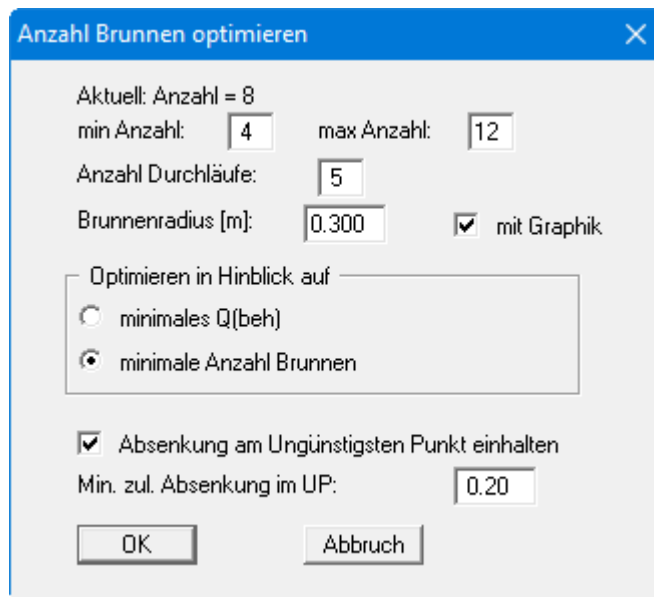 Anzahl Brunnen optimieren
Aktuell: Anzahl = 8
min Anzahl: 4 max Anzahl: 12
Anzahl Durchläufe: 5
Brunnenradius [m]: 0.300 mit Graphik
Optimieren in Hinblick auf
minimales Q(beh)
minimale Anzahl Brunnen
Absenkung am Ungünstigsten Punkt einhalten
Min. zul. Absenkung im UP: 0.20
OK Abbruch